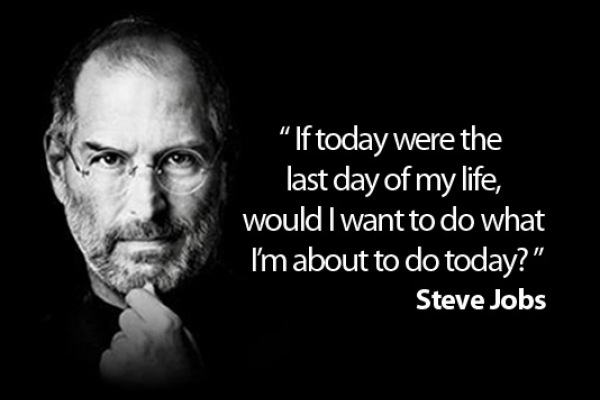 “ If today were the
last day of my life,
would I want to do what
I'm about to do today? ”
Steve Jobs